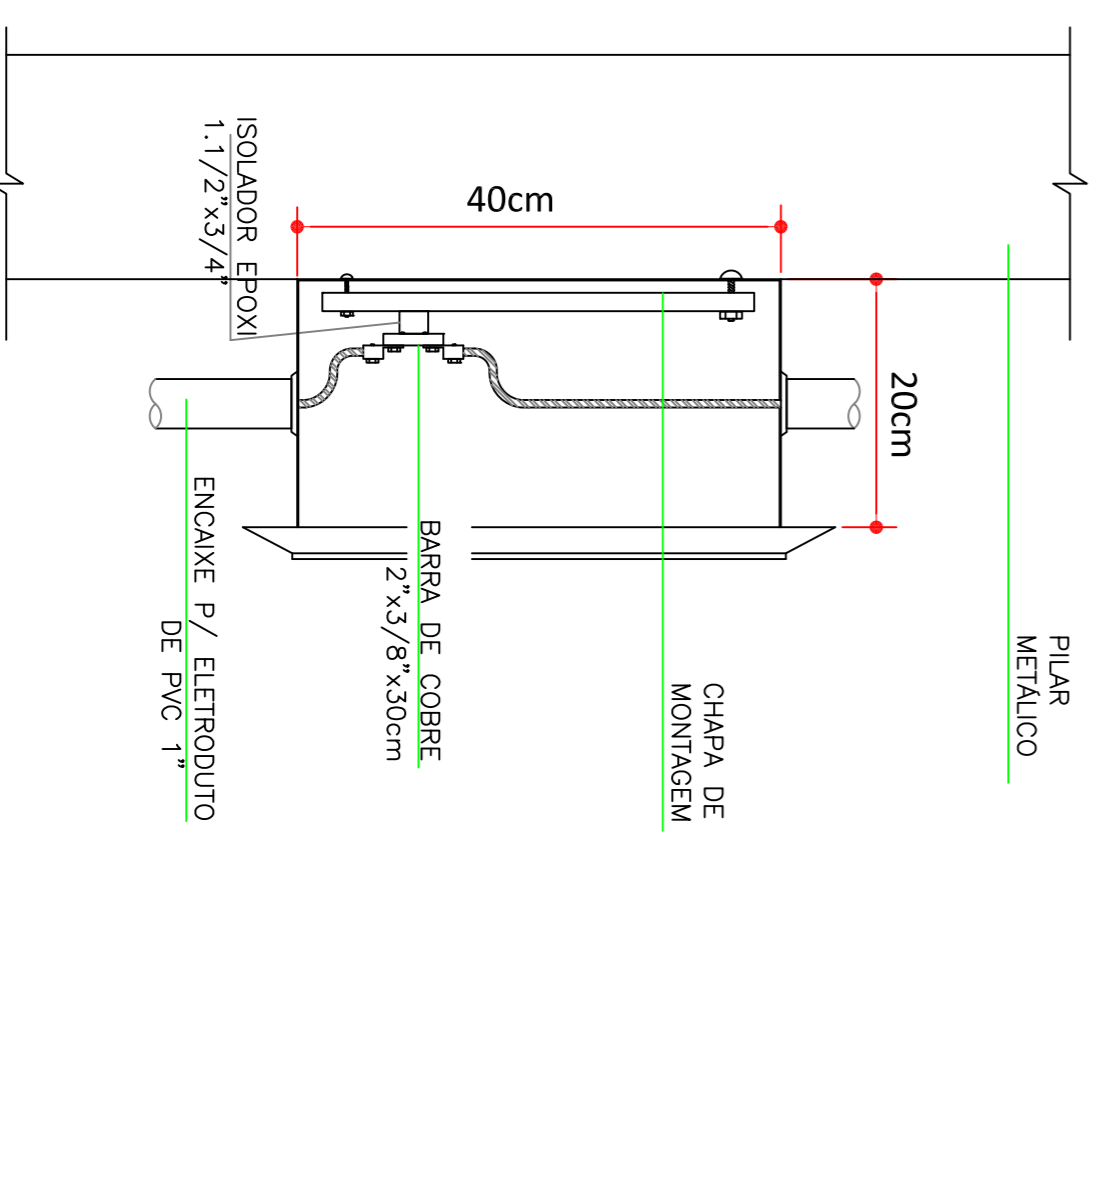 40cm
20cm
ISOLADOR EPOXI
1.1/2"x3/4"
PILAR
METÁLICO
CHAPA DE
MONTAGEM
BARRA DE COBRE
2"x3/8"x30cm
ENCAIXE P/ ELETRODUTO
DE PVC 1"